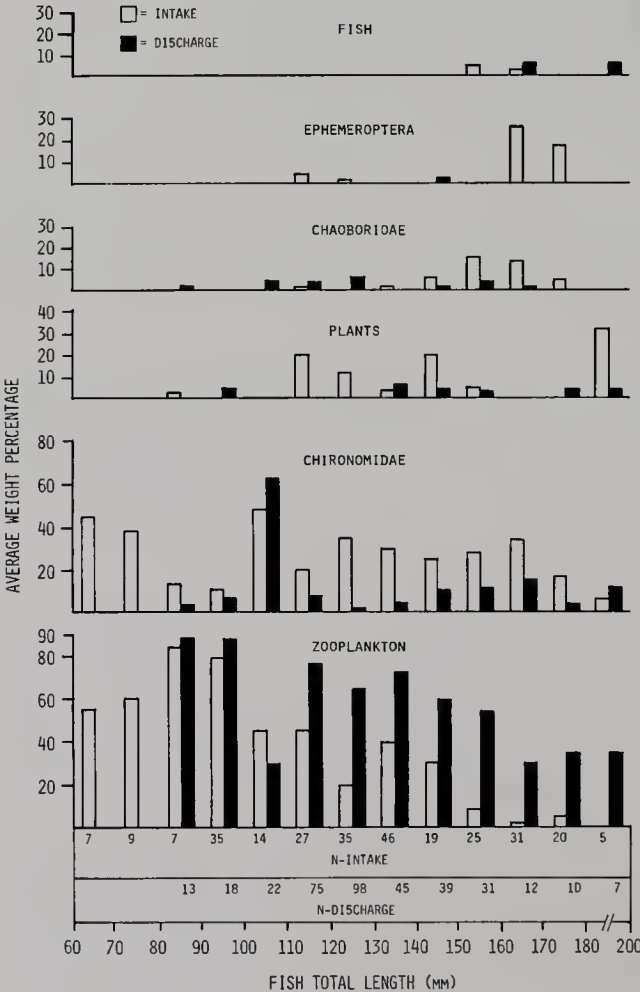 30
20
10
= INTAKE
= DI5CHARGE
FISH
30
20
10
EPHEMEROPTERA
30
20
10
CHAOBORIDAE
40
30
20
10
PLANTS
80
60
40
20
CHIRONOMIDAE
90
80
60
40
20
ZOOPLANKTON
AVERAGE WEIGHT PERCENTAGE
7 9 7 35 14 27 35 46 19 25 31 20 5
N-INTAKE
13 18 22 75 98 45 39 31 12 10 7
N-DI5CHARGE
60 70 80 90 100 110 120 130 140 150 160 170 180 190 200
FISH TOTAL LENGTH (MM)